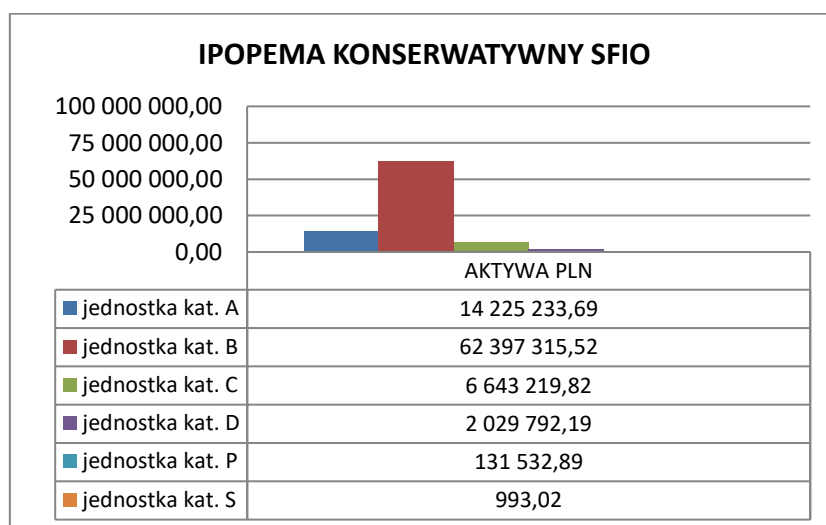 IPOPEMA KONSERWATYWNY SFIO
100 000 000,00
75 000 000,00
50 000 000,00
25 000 000,00
0,00
AKTYWA PLN
jednostka kat. A 14 225 233,69
jednostka kat. B 62 397 315,52
jednostka kat. C 6 643 219,82
jednostka kat. D 2 029 792,19
jednostka kat. P 131 532,89
jednostka kat. S 993,02